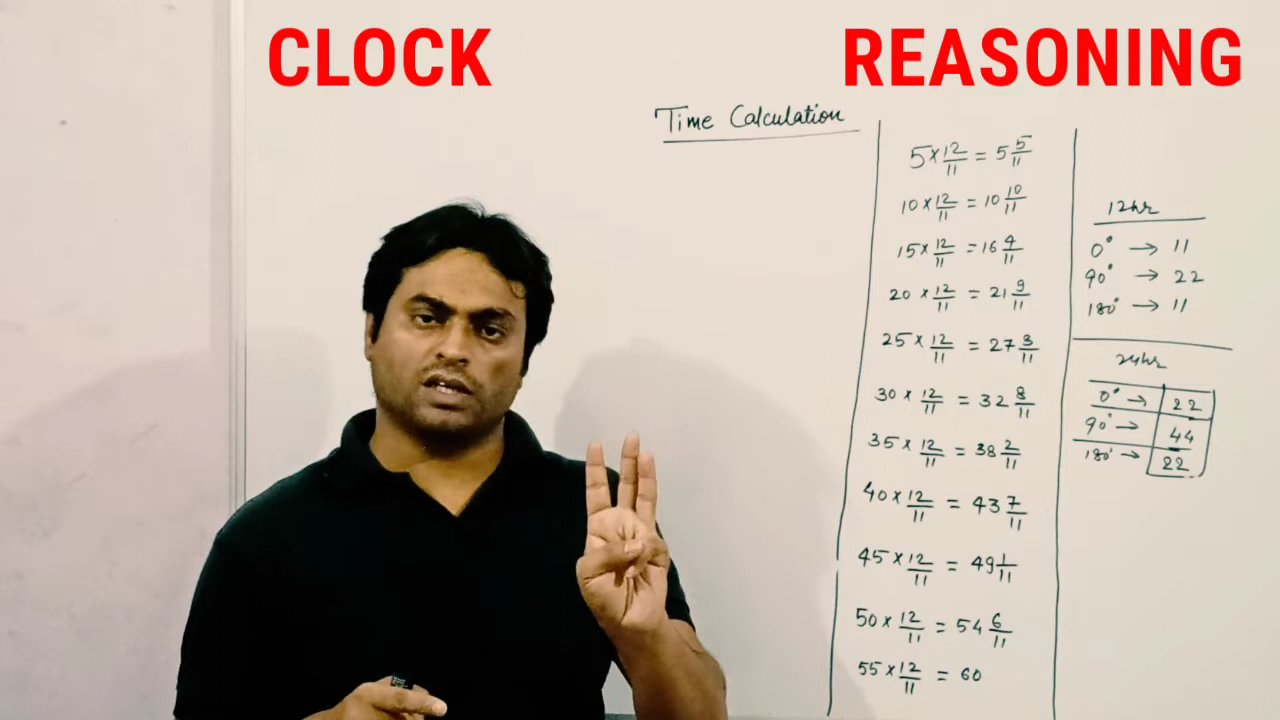 CLOCK REASONING
Time Calculation
5 × 12/11 = 5 5/11
10 × 12/11 = 10 10/11
15 × 12/11 = 16 4/11
20 × 12/11 = 21 9/11
25 × 12/11 = 27 3/11
30 × 12/11 = 32 8/11
35 × 12/11 = 38 2/11
40 × 12/11 = 43 7/11
45 × 12/11 = 49 1/11
50 × 12/11 = 54 6/11
55 × 12/11 = 60
12hr
0° → 11
90° → 22
180° → 11
24hr
0° → 22
90° → 44
180° → 22